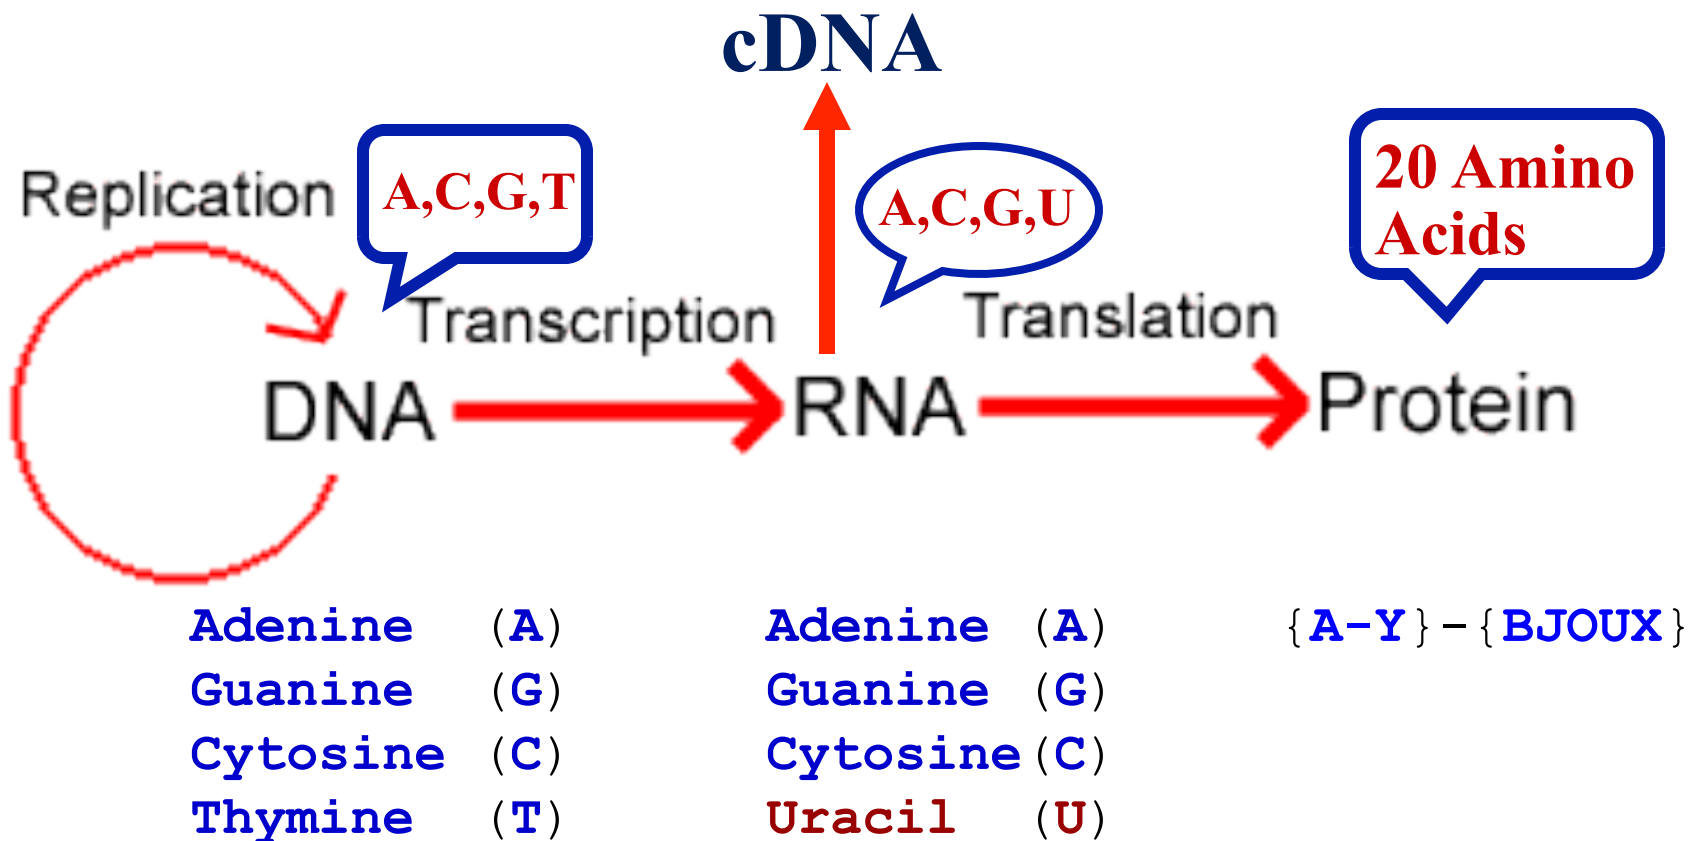 cDNA
Replication
A,C,G,T
A,C,G,U
20 Amino
Acids
Transcription
Translation
DNA
RNA
Protein
Adenine (A)
Guanine (G)
Cytosine (C)
Thymine (T)
Adenine (A)
Guanine (G)
Cytosine(C)
Uracil (U)
{A-Y}-{BJOUX}